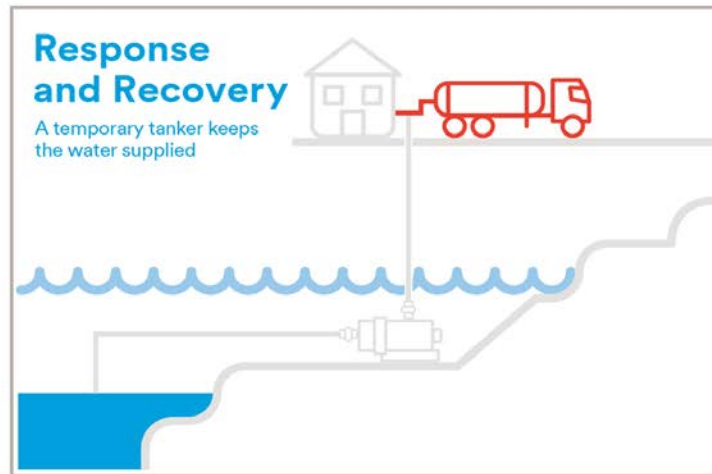 Response
and Recovery
A temporary tanker keeps
the water supplied